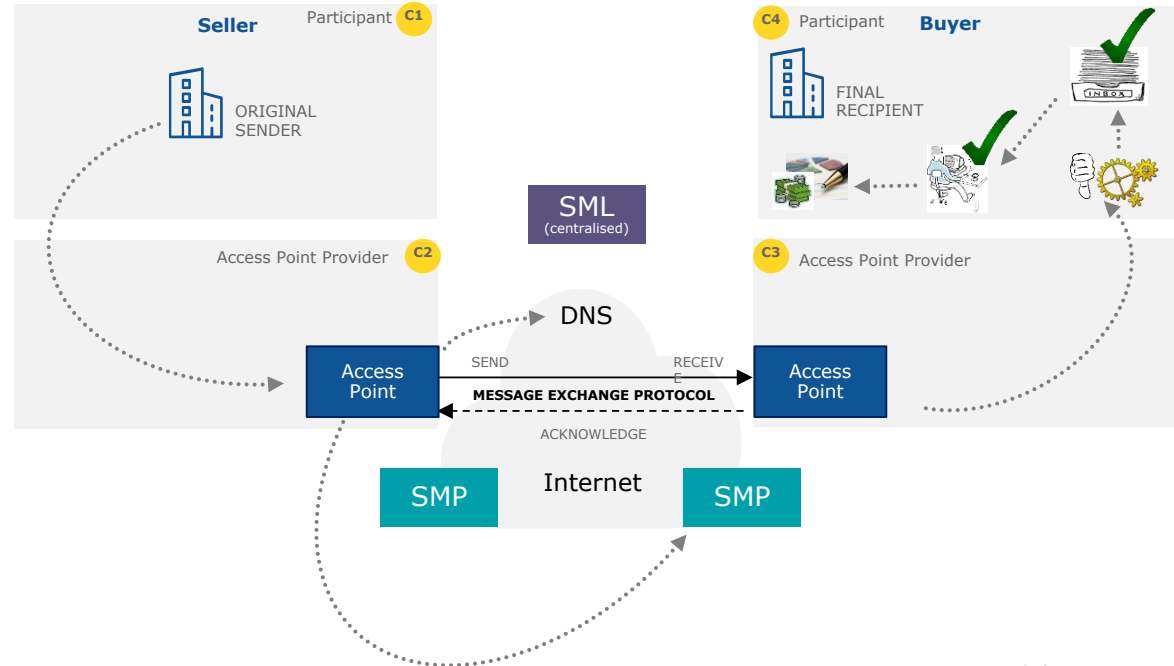 Seller
Participant
C1
ORIGINAL
SENDER
C4
Participant
Buyer
FINAL
RECIPIENT
INBOX
SML
(centralised)
Access Point Provider
C2
C3
Access Point Provider
DNS
Access
Point
SEND
RECEIV
E
MESSAGE EXCHANGE PROTOCOL
ACKNOWLEDGE
Access
Point
SMP
Internet
SMP